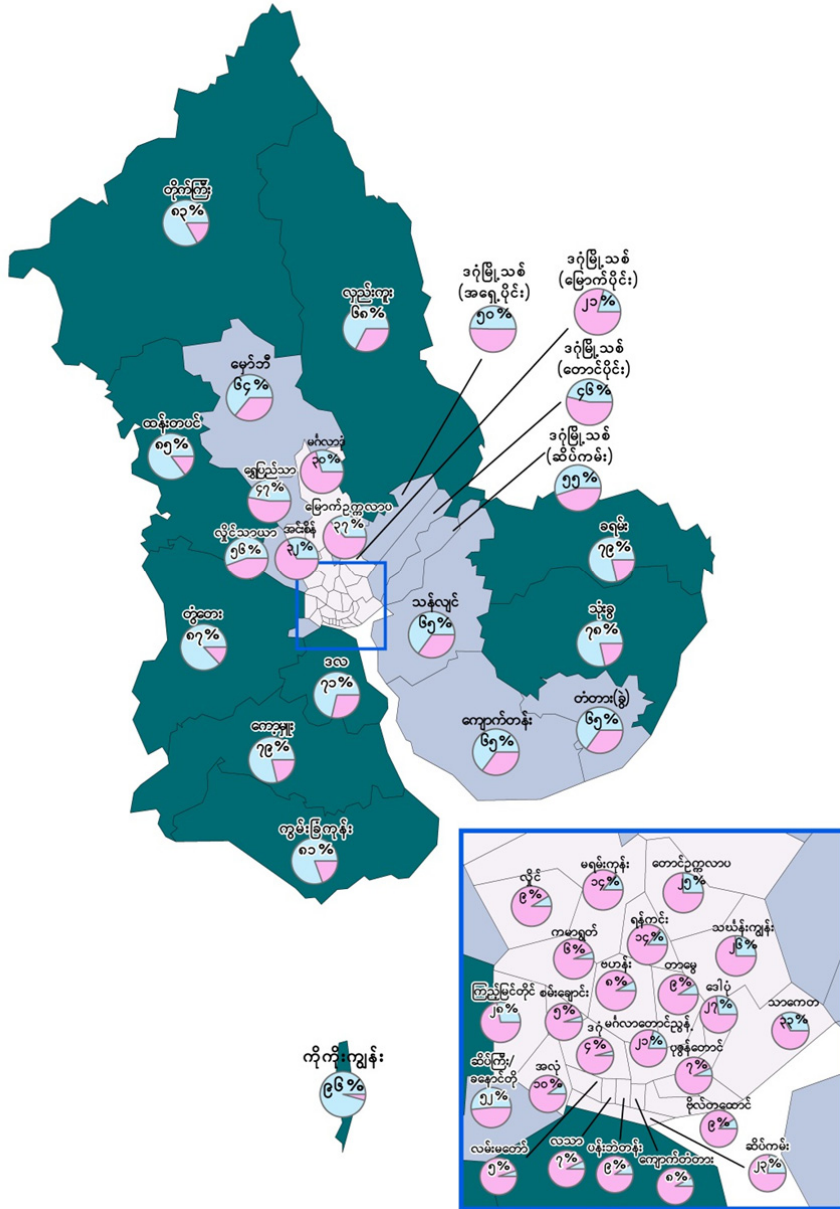 တိုက်ကြီး
၈၃%
လှည်းကူး
၆၈%
ဒဂုံမြို့သစ်
(အရှေ့ပိုင်း)
၅၀%
ဒဂုံမြို့သစ်
(မြောက်ပိုင်း)
၂၁%
ဒဂုံမြို့သစ်
(တောင်ပိုင်း)
၄၆%
ဒဂုံမြို့သစ်
(ဆိပ်ကမ်း)
၅၅%
မှော်ဘီ
၆၄%
ထန်းတပင်
၈၅%
မင်္ဂလာဒုံ
၃၀%
ရွှေပြည်သာ
၄၇%
မြောက်ဥက္ကလာပ
၃၇%
လှိုင်သာယာ
၅၆%
အင်းစိန်
၃၂%
ခရမ်း
၇၉%
သန်လျင်
၆၅%
သုံးခွ
၇၈%
တွံတေး
၈၇%
ဒလ
၇၁%
ကျောက်တန်း
၆၅%
တံတား(ခွဲ)
၆၅%
ကော့မှူး
၇၉%
ကွမ်းခြံကုန်း
၈၁%
ကိုကိုးကျွန်း
၉၆%
လှိုင်
၉%
မရမ်းကုန်း
၁၄%
တောင်ဥက္ကလာပ
၂၅%
ကမာရွတ်
၆%
ရန်ကင်း
၁၄%
သင်္ဃန်းကျွန်း
၂၆%
ဗဟန်း
၈%
တာမွေ
၉%
ဒေါပုံ
၂၇%
သာကေတ
၃၃%
ကြည့်မြင်တိုင်
၂၈%
စမ်းချောင်း
၅%
ဒဂုံ
၄%
မင်္ဂလာတောင်ညွန့်
၂၁%
ပုဇွန်တောင်
၇%
ဆိပ်ကြီး/
ခနောင်တို
၅၂%
အလုံ
၁၀%
ဗိုလ်တထောင်
၉%
လမ်းမတော်
၅%
လသာ
၇%
ပန်းဘဲတန်း
၉%
ကျောက်တံတား
၈%
ဆိပ်ကမ်း
၂၃%